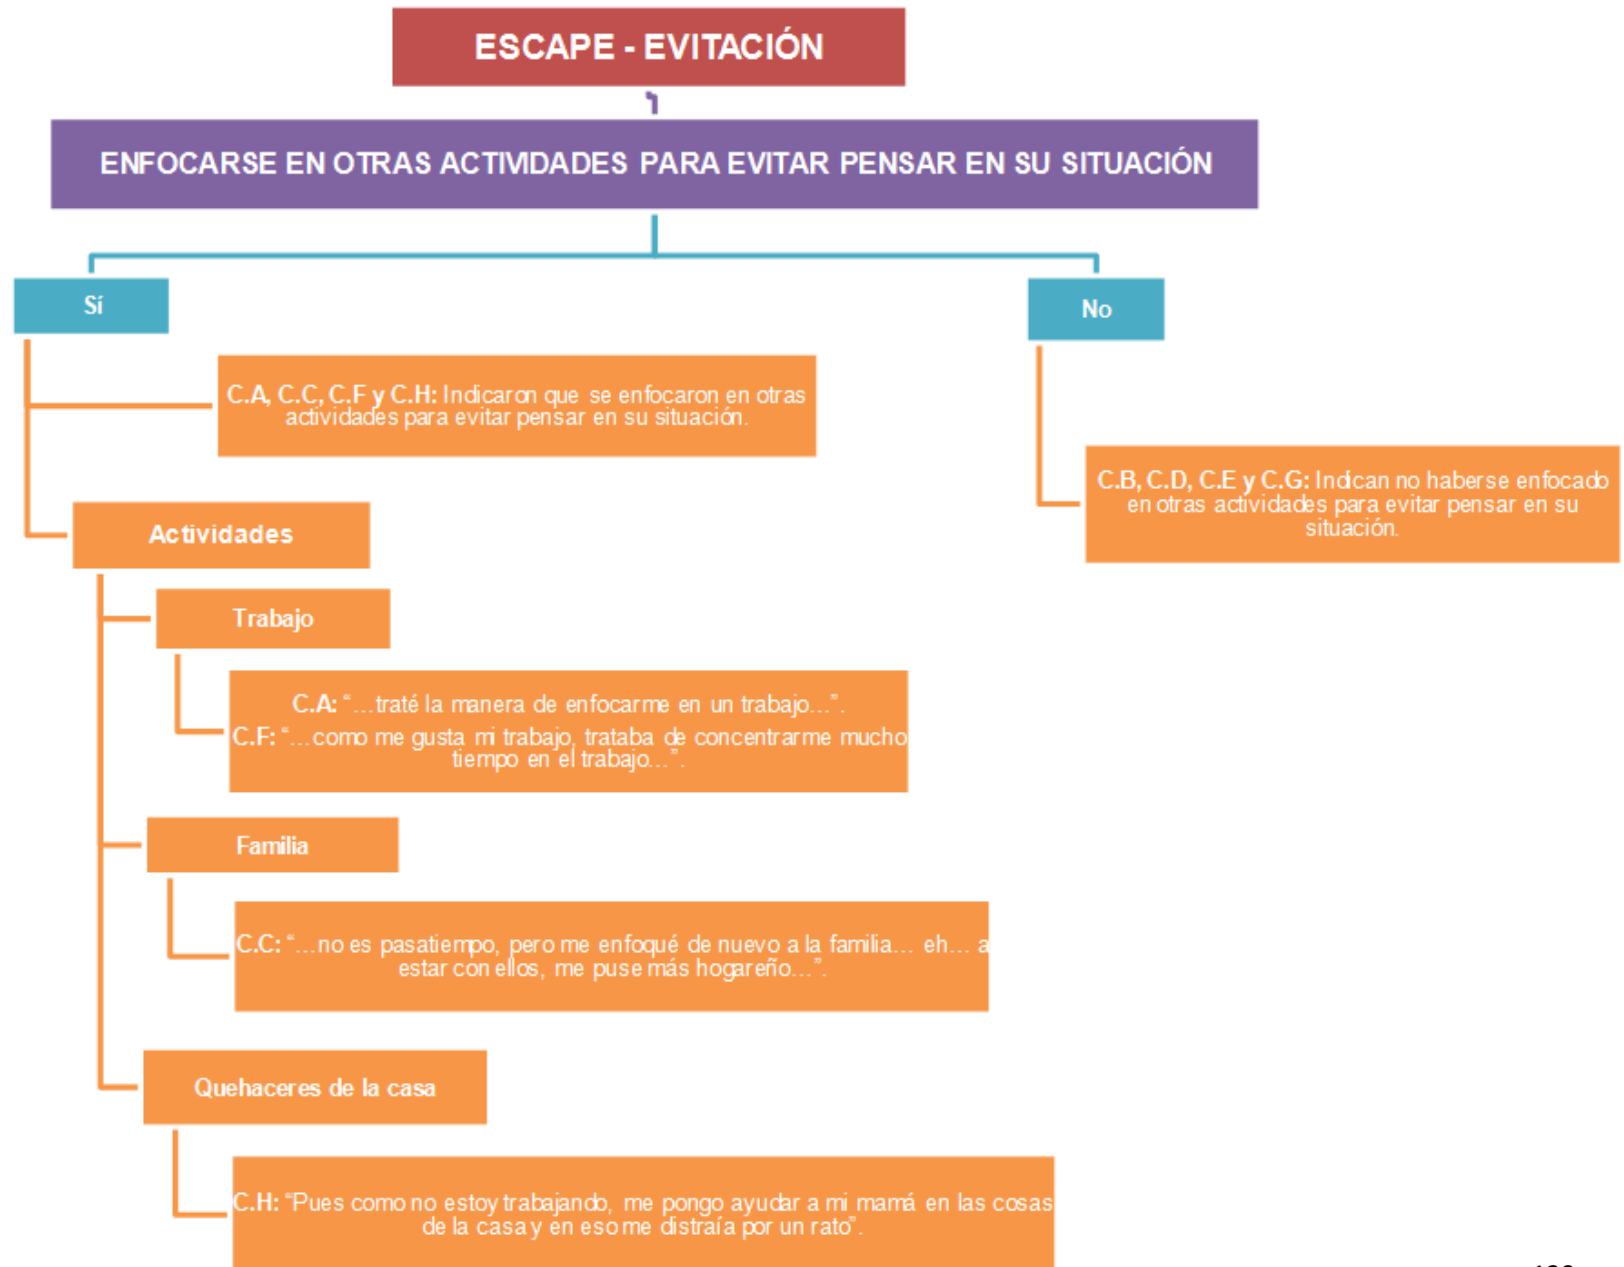 ESCAPE - EVITACIÓN
ENFOCARSE EN OTRAS ACTIVIDADES PARA EVITAR PENSAR EN SU SITUACIÓN
Sí
No
C.A, C.C, C.F y C.H: Indicaron que se enfocaron en otras
actividades para evitar pensar en su situación.
C.B, C.D, C.E y C.G: Indican no haberse enfocado
en otras actividades para evitar pensar en su
situación.
Actividades
Trabajo
C.A: “…traté la manera de enfocarme en un trabajo…”.
C.F: “…como me gusta mi trabajo, trataba de concentrarme mucho
tiempo en el trabajo…”.
Familia
C.C: “…no es pasatiempo, pero me enfoqué de nuevo a la familia… eh… a
estar con ellos, me puse más hogareño…”.
Quehaceres de la casa
C.H: “Pues como no estoy trabajando, me pongo ayudar a mi mamá en las cosas
de la casa y en eso me distraía por un rato”.